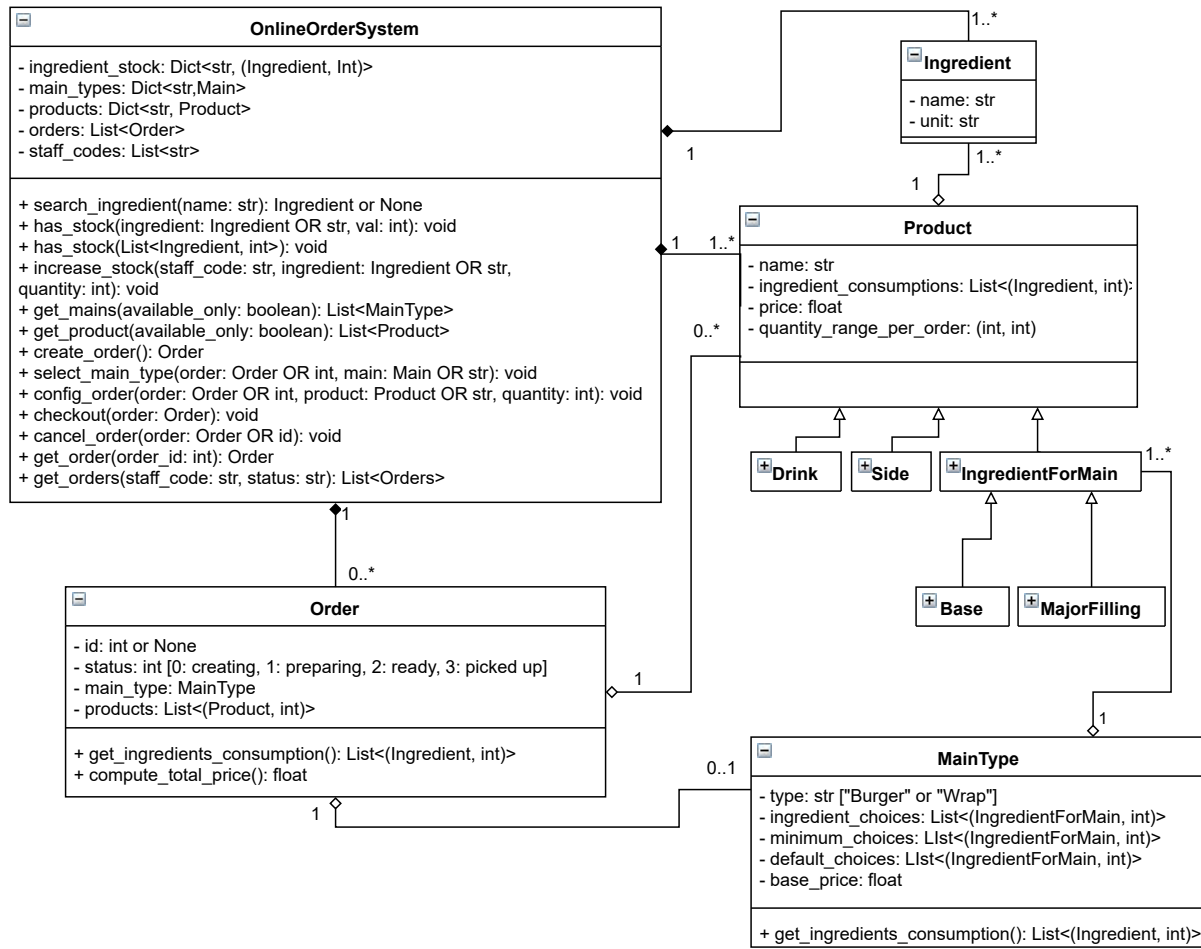 OnlineOrderSystem
- ingredient_stock: Dict<str, (Ingredient, Int)>
- main_types: Dict<str,Main>
- products: Dict<str, Product>
- orders: List<Order>
- staff_codes: List<str>
+ search_ingredient(name: str): Ingredient or None
+ has_stock(ingredient: Ingredient OR str, val: int): void
+ has_stock(List<Ingredient, int>): void
+ increase_stock(staff_code: str, ingredient: Ingredient OR str,
quantity: int): void
+ get_mains(available_only: boolean): List<MainType>
+ get_product(available_only: boolean): List<Product>
+ create_order(): Order
+ select_main_type(order: Order OR int, main: Main OR str): void
+ config_order(order: Order OR int, product: Product OR str, quantity: int): void
+ checkout(order: Order): void
+ cancel_order(order: Order OR id): void
+ get_order(order_id: int): Order
+ get_orders(staff_code: str, status: str): List<Orders>
1..*
1
Ingredient
- name: str
- unit: str
1..*
1
1
1..*
Product
- name: str
- ingredient_consumptions: List<(Ingredient, int)>
- price: float
- quantity_range_per_order: (int, int)
0..*
Drink
Side
IngredientForMain
1..*
Base
MajorFilling
1
0..*
Order
- id: int or None
- status: int [0: creating, 1: preparing, 2: ready, 3: picked up]
- main_type: MainType
- products: List<(Product, int)>
+ get_ingredients_consumption(): List<(Ingredient, int)>
+ compute_total_price(): float
1
1
0..1
1
MainType
- type: str ["Burger" or "Wrap"]
- ingredient_choices: List<(IngredientForMain, int)>
- minimum_choices: LIst<(IngredientForMain, int)>
- default_choices: LIst<(IngredientForMain, int)>
- base_price: float
+ get_ingredients_consumption(): List<(Ingredient, int)>